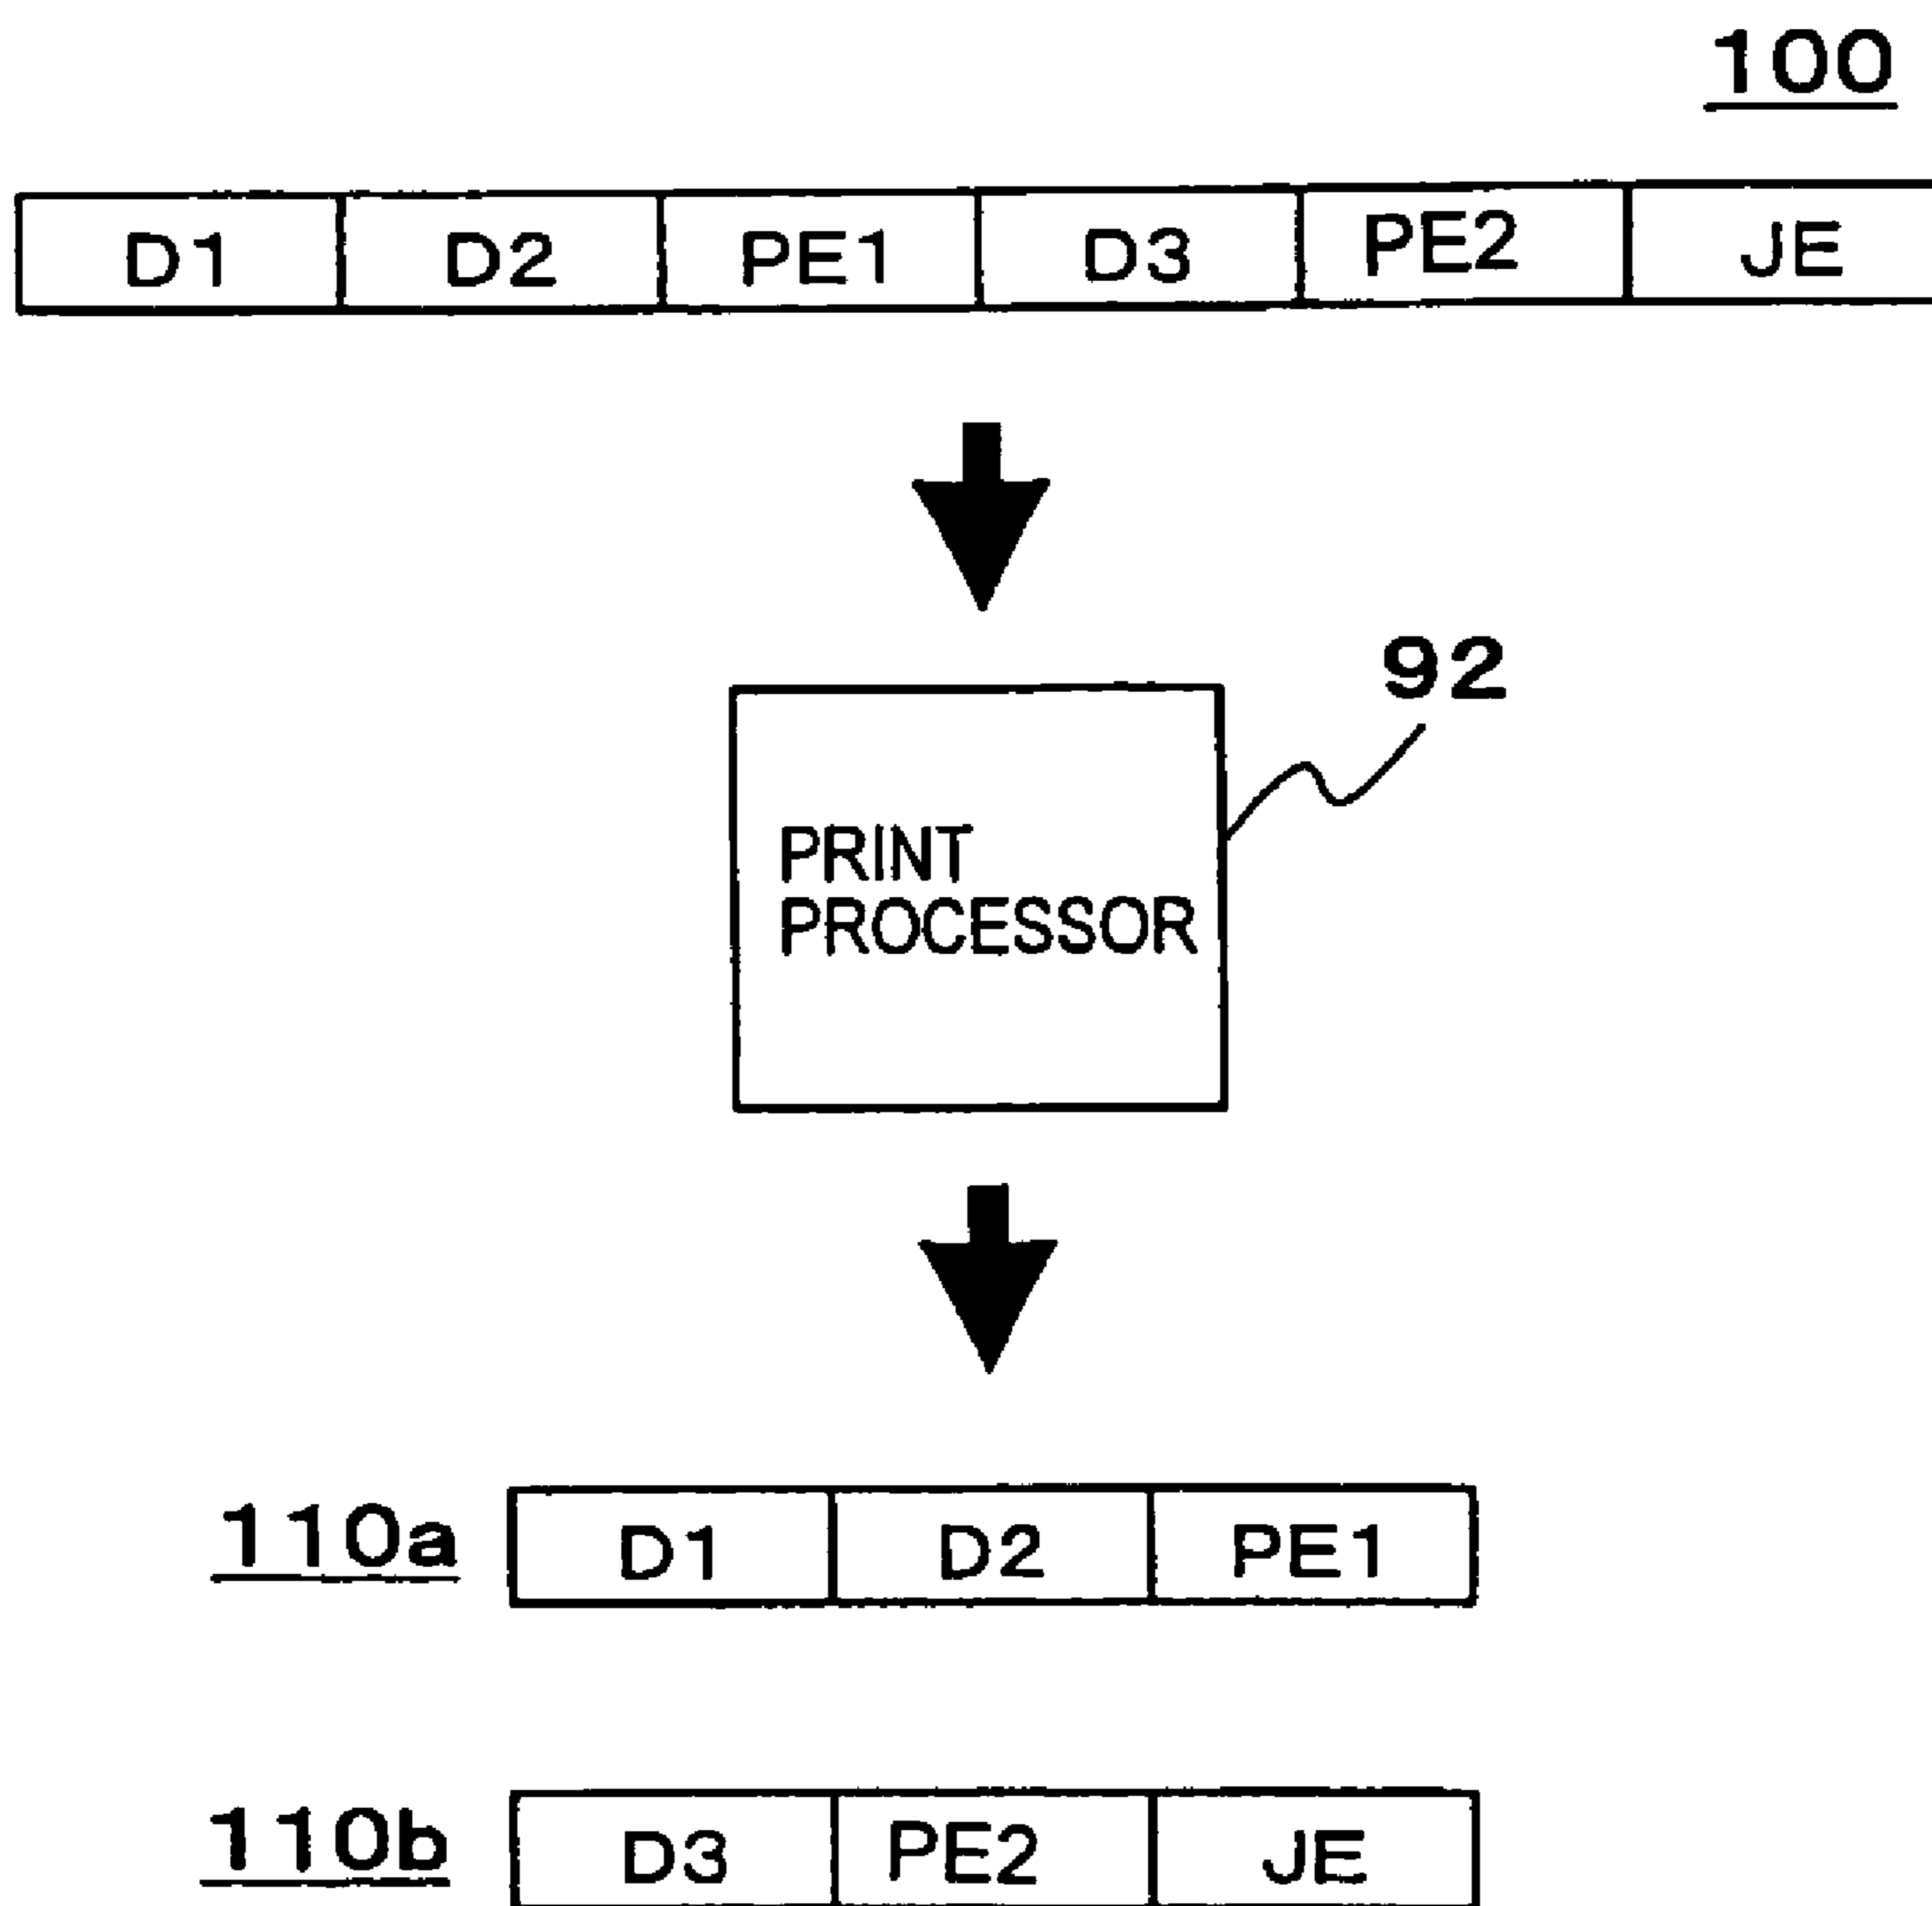 100
D1 D2 PE1 D3 PE2 JE
92
PRINT
PROCESSOR
110a D1 D2 PE1
110b D3 PE2 JE